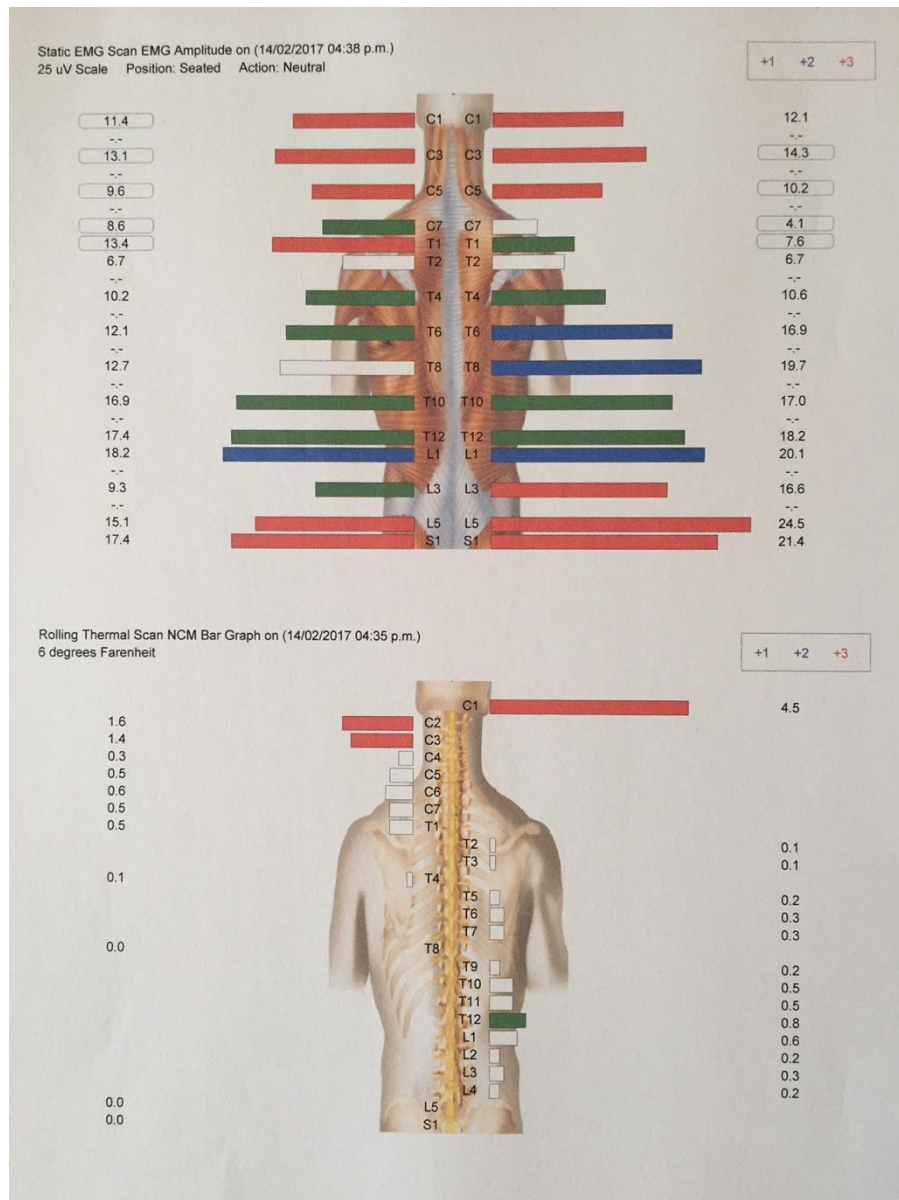 Static EMG Scan EMG Amplitude on (14/02/2017 04:38 p.m.)
25 uV Scale Position: Seated Action: Neutral
+1 +2 +3
11.4 C1 C1 12.1
-.- -.-
13.1 C3 C3 14.3
-.- -.-
9.6 C5 C5 10.2
-.- -.-
8.6 C7 C7 4.1
13.4 T1 T1 7.6
6.7 T2 T2 6.7
-.- -.-
10.2 T4 T4 10.6
-.- -.-
12.1 T6 T6 16.9
-.- -.-
12.7 T8 T8 19.7
-.- -.-
16.9 T10 T10 17.0
-.- -.-
17.4 T12 T12 18.2
18.2 L1 L1 20.1
-.- -.-
9.3 L3 L3 16.6
-.- -.-
15.1 L5 L5 24.5
17.4 S1 S1 21.4
Rolling Thermal Scan NCM Bar Graph on (14/02/2017 04:35 p.m.)
6 degrees Farenheit
+1 +2 +3
C1 4.5
1.6 C2
1.4 C3
0.3 C4
0.5 C5
0.6 C6
0.5 C7
0.5 T1
T2 0.1
T3 0.1
0.1 T4
T5 0.2
T6 0.3
T7 0.3
0.0 T8
T9 0.2
T10 0.5
T11 0.5
T12 0.8
L1 0.6
L2 0.2
L3 0.3
L4 0.2
0.0 L5
0.0 S1